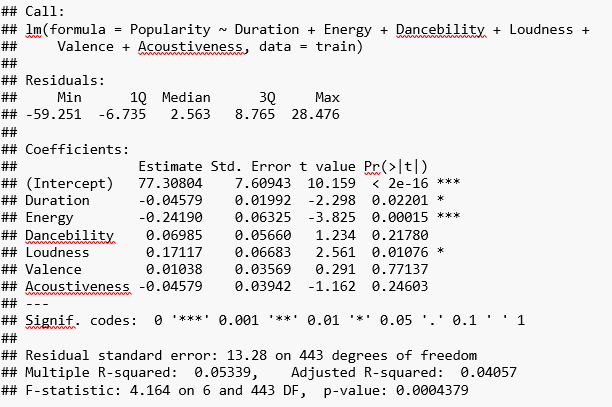 ## Call:
## lm(formula = Popularity ~ Duration + Energy + Dancebility + Loudness +
##     Valence + Acoustiveness, data = train)
##
## Residuals:
##     Min      1Q  Median      3Q     Max
## -59.251  -6.735   2.563   8.765  28.476
##
## Coefficients:
##               Estimate Std. Error t value Pr(>|t|)
## (Intercept)   77.30804    7.60943  10.159  < 2e-16 ***
## Duration      -0.04579    0.01992  -2.298  0.02201 *
## Energy        -0.24190    0.06325  -3.825  0.00015 ***
## Dancebility    0.06985    0.05660   1.234  0.21780
## Loudness       0.17117    0.06683   2.561  0.01076 *
## Valence        0.01038    0.03569   0.291  0.77137
## Acoustiveness -0.04579    0.03942  -1.162  0.24603
## ---
## Signif. codes:  0 '***' 0.001 '**' 0.01 '*' 0.05 '.' 0.1 ' ' 1
##
## Residual standard error: 13.28 on 443 degrees of freedom
## Multiple R-squared:  0.05339,    Adjusted R-squared:  0.04057
## F-statistic: 4.164 on 6 and 443 DF,  p-value: 0.0004379